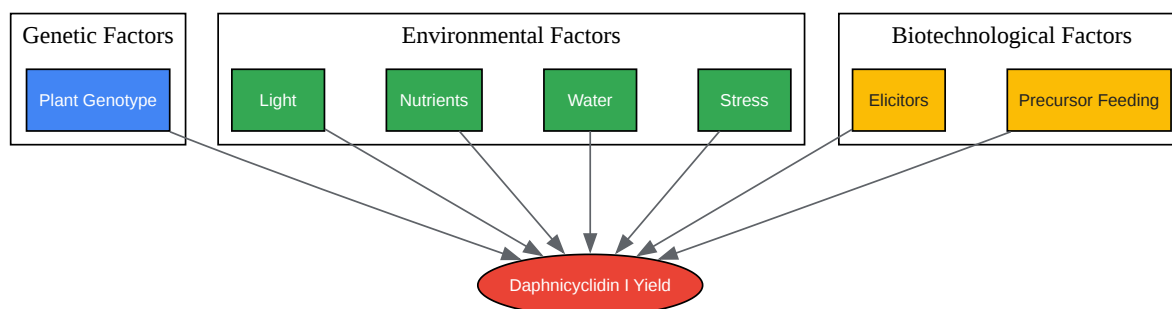 Genetic Factors
Environmental Factors
Biotechnological Factors
Plant Genotype
Light
Nutrients
Water
Stress
Elicitors
Precursor Feeding
Daphnicyclidin I Yield